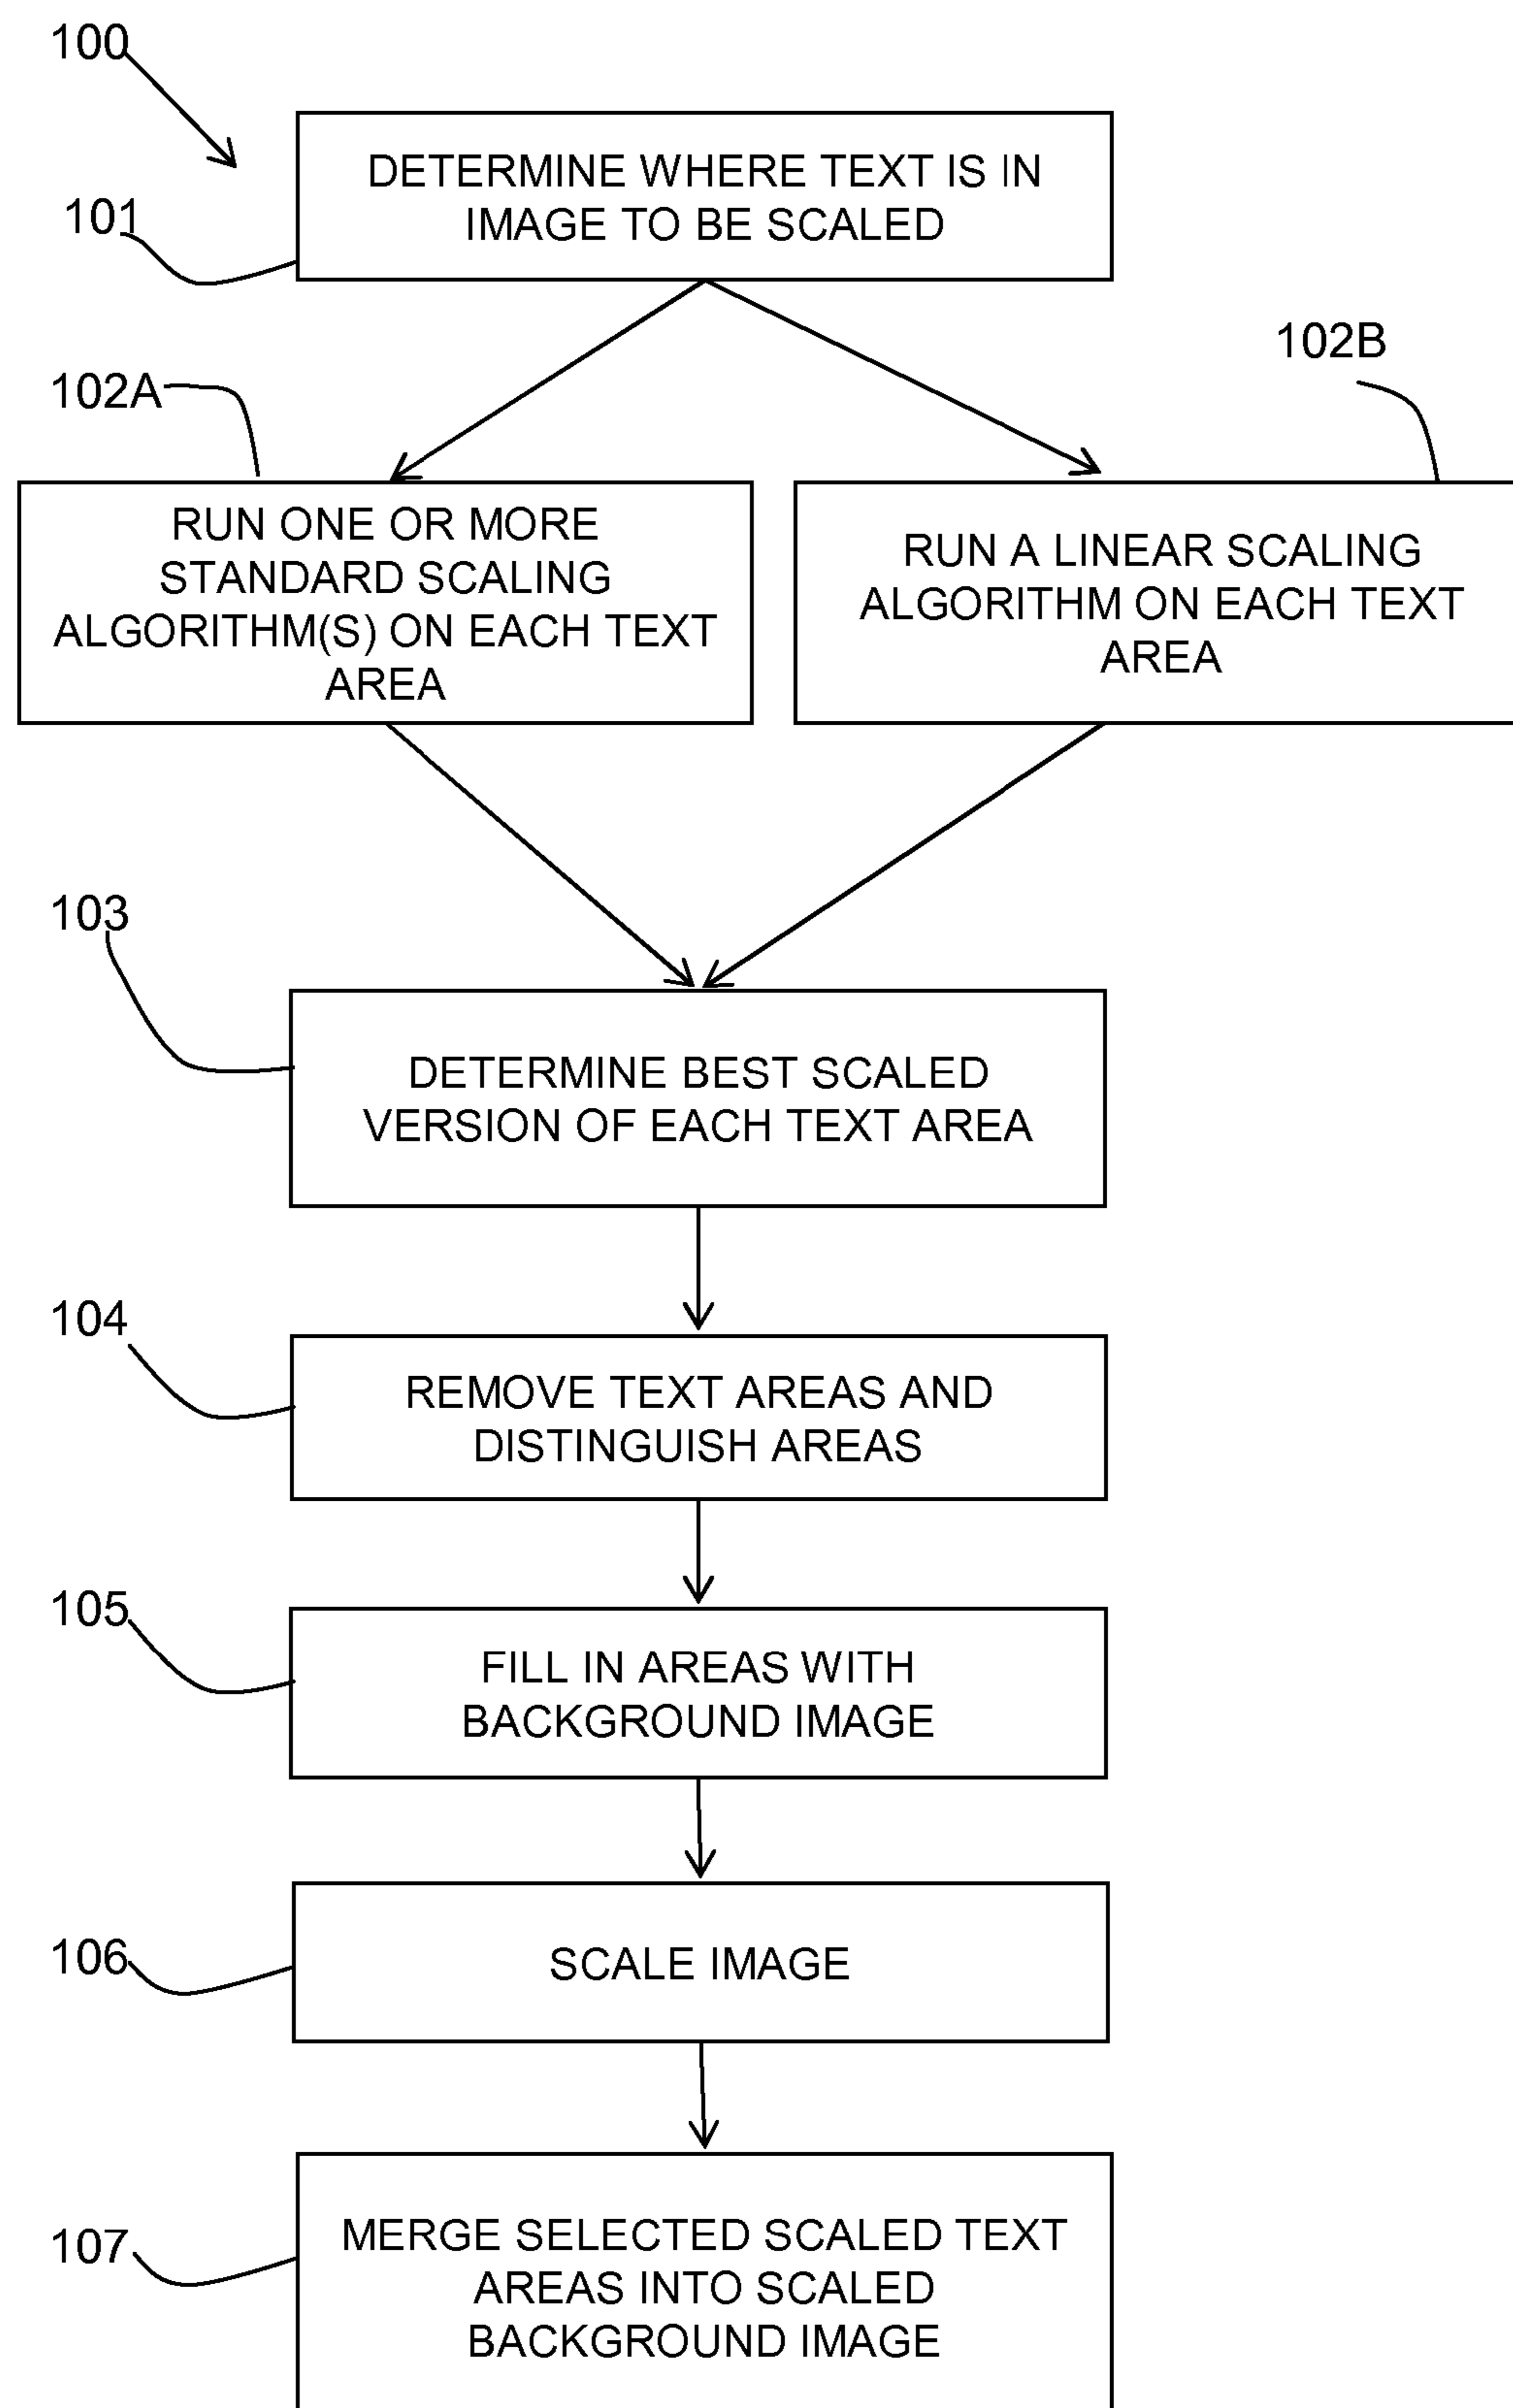 100
DETERMINE WHERE TEXT IS IN
IMAGE TO BE SCALED
101
102B
102A
RUN ONE OR MORE
STANDARD SCALING
ALGORITHM(S) ON EACH TEXT
AREA
RUN A LINEAR SCALING
ALGORITHM ON EACH TEXT
AREA
103
DETERMINE BEST SCALED
VERSION OF EACH TEXT AREA
104
REMOVE TEXT AREAS AND
DISTINGUISH AREAS
105
FILL IN AREAS WITH
BACKGROUND IMAGE
106
SCALE IMAGE
107
MERGE SELECTED SCALED TEXT
AREAS INTO SCALED
BACKGROUND IMAGE